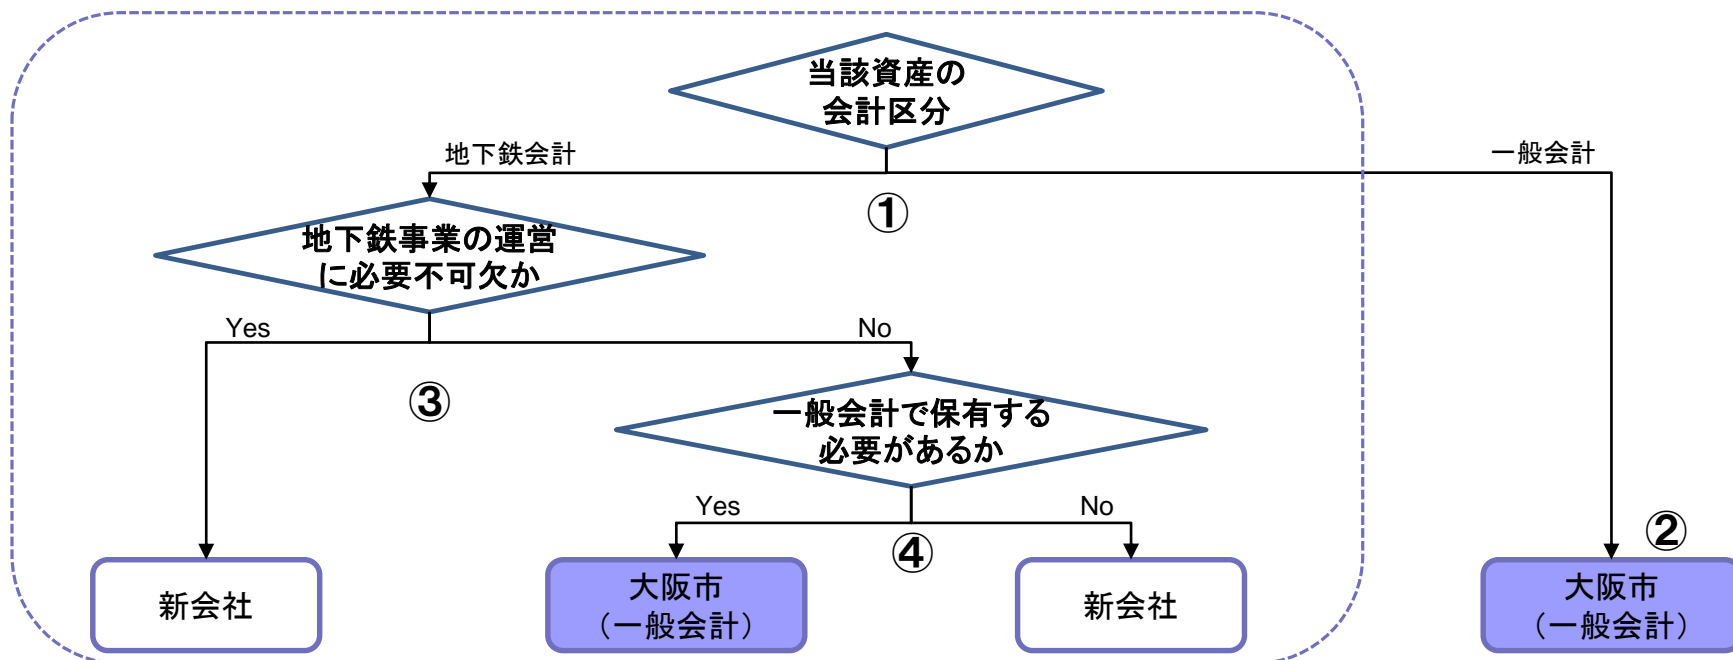 当該資産の
会計区分
地下鉄会計
一般会計
①
地下鉄事業の運営
に必要不可欠か
Yes
No
③
一般会計で保有する
必要があるか
Yes
No
④
②
新会社
大阪市
（一般会計）
新会社
大阪市
（一般会計）